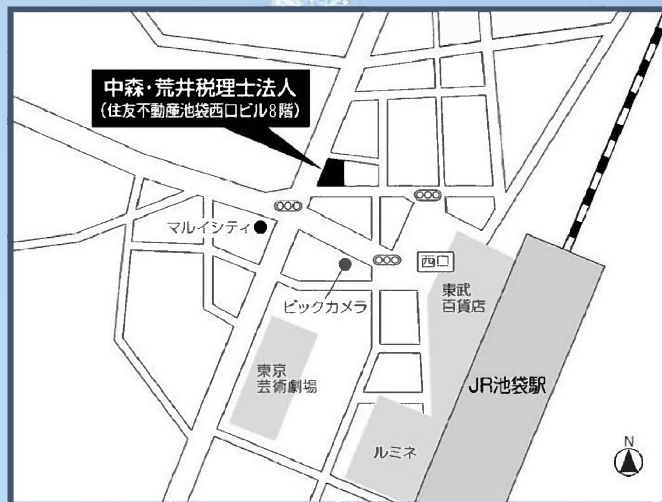 中森・荒井税理士法人
(住友不動産池袋西口ビル8階)
マルイシティ
西口
東武
百貨店
ビックカメラ
東京
芸術劇場
JR池袋駅
ルミネ
N